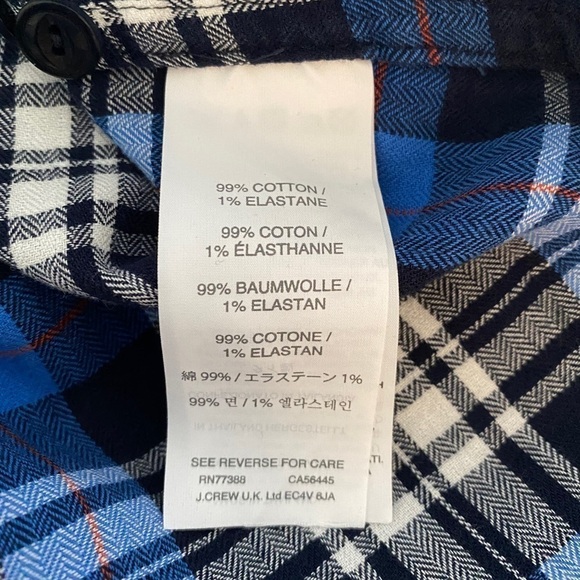 99% COTTON /
1% ELASTANE
99% COTON /
1% ÉLASTHANNE
99% BAUMWOLLE /
1% ELASTAN
99% COTONE /
1% ELASTAN
綿 99% / エラステーン 1%
99% 면 / 1% 엘라스테인
SEE REVERSE FOR CARE
RN77388 CA56445
J.CREW U.K. Ltd EC4V 6JA